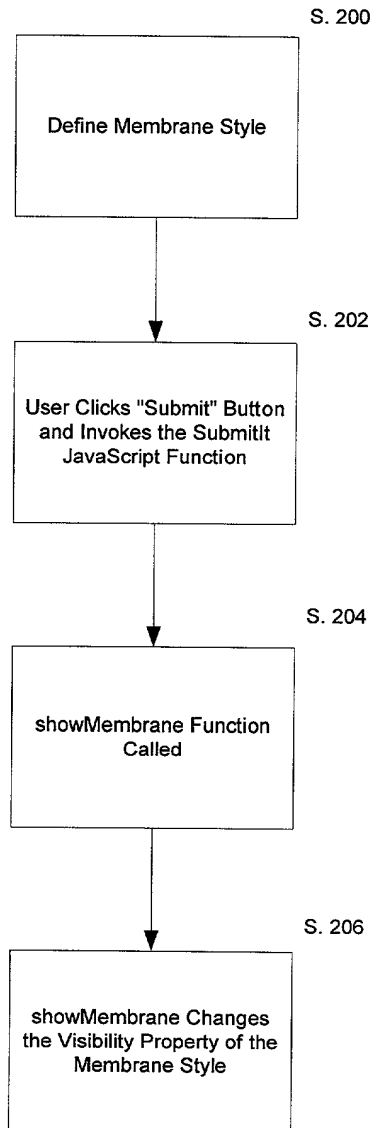 S. 200
Define Membrane Style
S. 202
User Clicks "Submit" Button
and Invokes the SubmitIt
JavaScript Function
S. 204
showMembrane Function
Called
S. 206
showMembrane Changes
the Visibility Property of the
Membrane Style